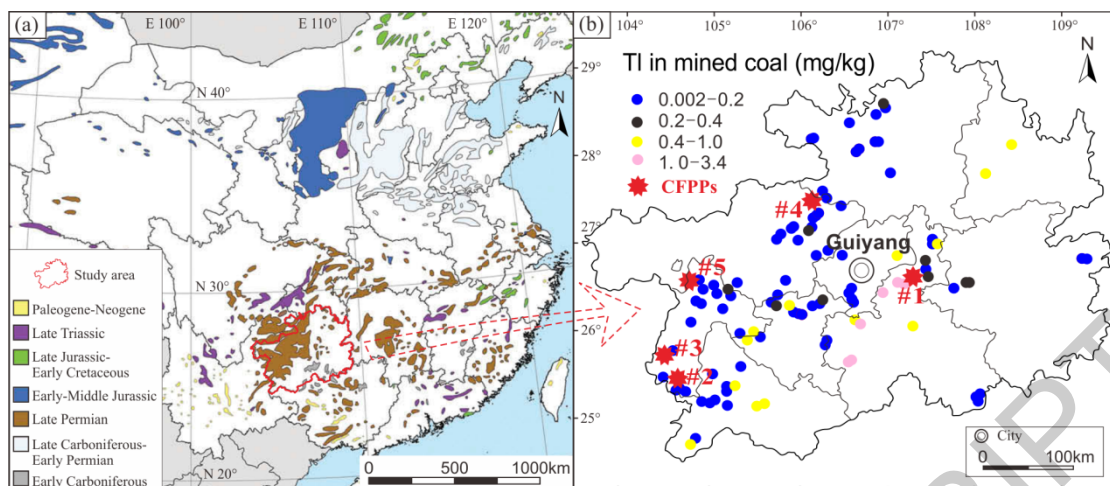 (a)
E 100°
E 110°
E 120°
N 40°
N
N 30°
N 20°
Study area
Paleogene-Neogene
Late Triassic
Late Jurassic-
Early Cretaceous
Early-Middle Jurassic
Late Permian
Late Carboniferous-
Early Permian
Early Carboniferous
0 500 1000km
(b)
104° 105° 106° 107° 108° 109°
29°
28°
27°
26°
25°
N
Tl in mined coal (mg/kg)
0.002−0.2
0.2−0.4
0.4−1.0
1.0−3.4
CFPPs
#4
Guiyang
#5
#1
#3
#2
City
0 100km
RIPT